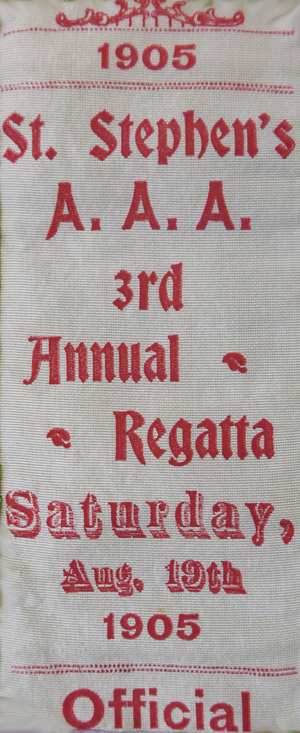 1905
St. Stephen's
A. A. A.
3rd
Annual
Regatta
Saturday,
Aug. 19th
1905
Official